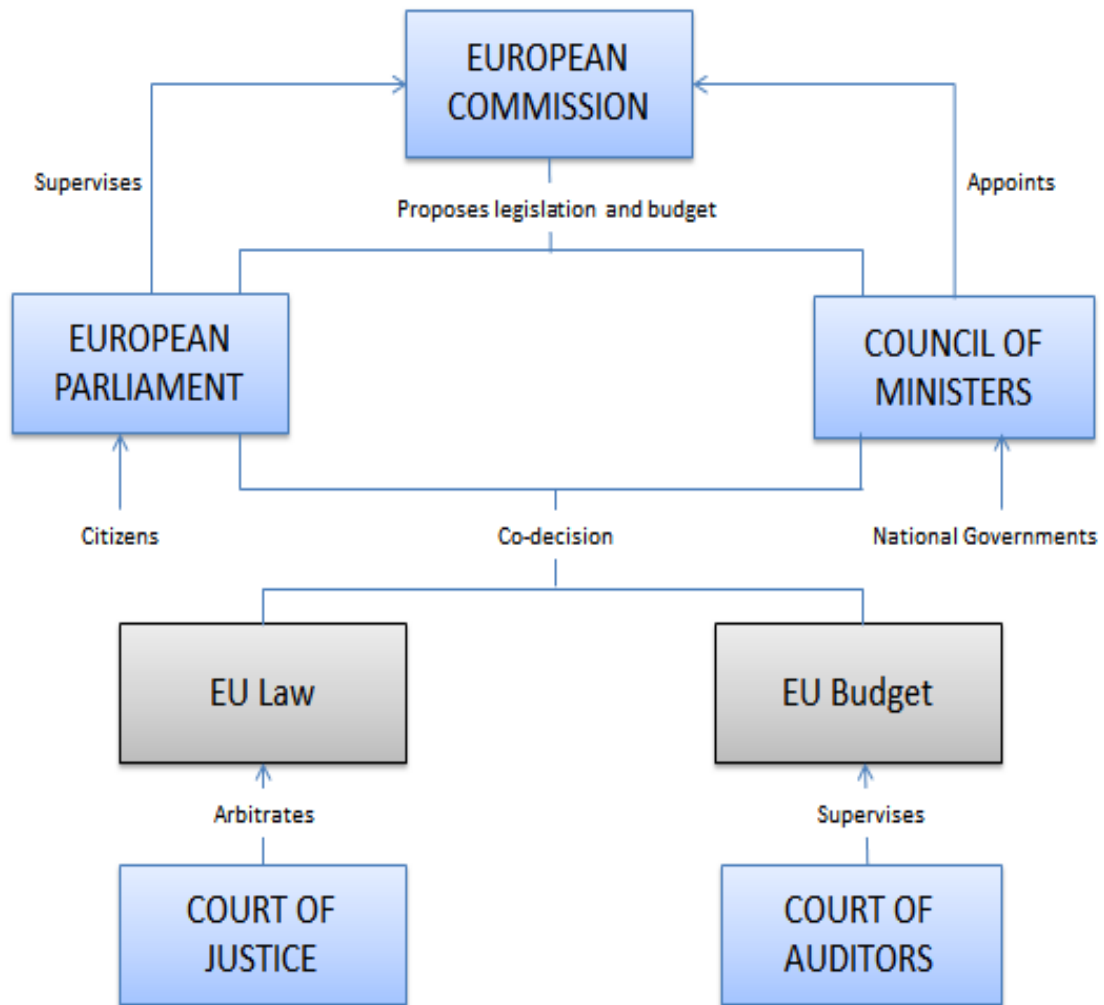 EUROPEAN
COMMISSION
Supervises
Appoints
Proposes legislation and budget
EUROPEAN
PARLIAMENT
COUNCIL OF
MINISTERS
Citizens
Co-decision
National Governments
EU Law
EU Budget
Arbitrates
Supervises
COURT OF
JUSTICE
COURT OF
AUDITORS